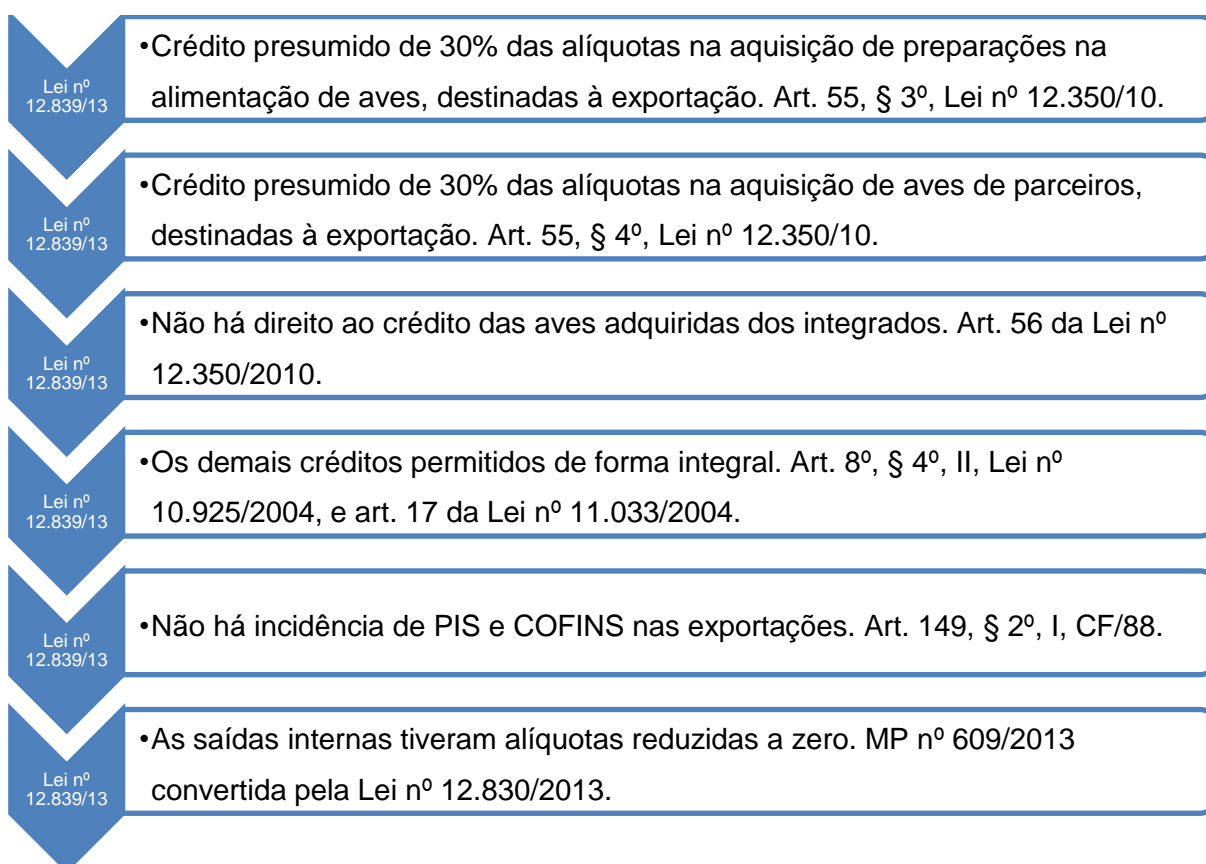 Lei nº
12.839/13
•Crédito presumido de 30% das alíquotas na aquisição de preparações na
alimentação de aves, destinadas à exportação. Art. 55, § 3º, Lei nº 12.350/10.
Lei nº
12.839/13
•Crédito presumido de 30% das alíquotas na aquisição de aves de parceiros,
destinadas à exportação. Art. 55, § 4º, Lei nº 12.350/10.
Lei nº
12.839/13
•Não há direito ao crédito das aves adquiridas dos integrados. Art. 56 da Lei nº
12.350/2010.
Lei nº
12.839/13
•Os demais créditos permitidos de forma integral. Art. 8º, § 4º, II, Lei nº
10.925/2004, e art. 17 da Lei nº 11.033/2004.
Lei nº
12.839/13
•Não há incidência de PIS e COFINS nas exportações. Art. 149, § 2º, I, CF/88.
Lei nº
12.839/13
•As saídas internas tiveram alíquotas reduzidas a zero. MP nº 609/2013
convertida pela Lei nº 12.830/2013.